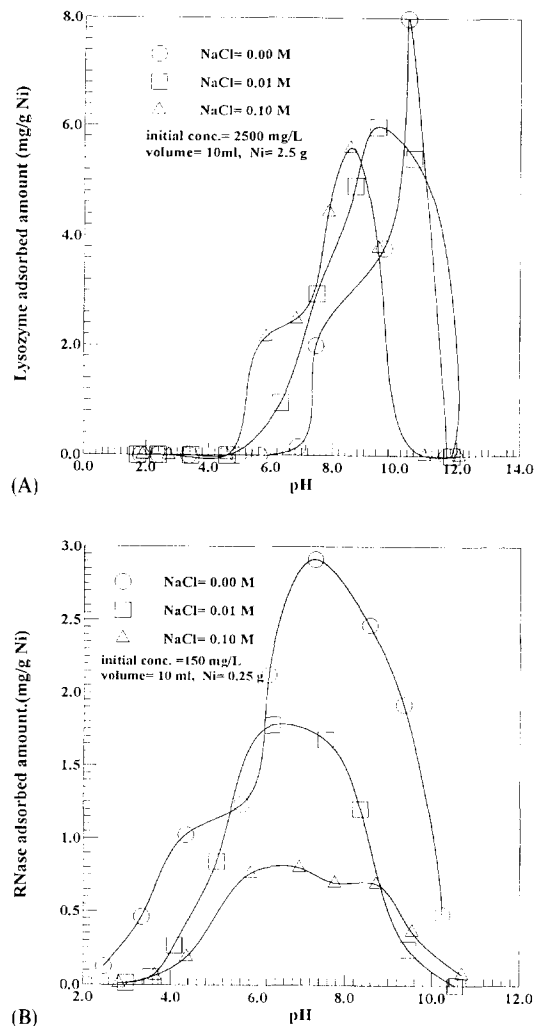 8.0
NaCl= 0.00 M
NaCl= 0.01 M
NaCl= 0.10 M
initial conc.= 2500 mg/L
volume= 10ml, Ni= 2.5 g
6.0
4.0
2.0
0.0
Lysozyme adsorbed amount (mg/g Ni)
0.0 2.0 4.0 6.0 8.0 10.0 12.0 14.0
pH
(A)
3.0
NaCl= 0.00 M
NaCl= 0.01 M
NaCl= 0.10 M
initial conc. =150 mg/L
volume= 10 ml, Ni= 0.25 g
2.5
2.0
1.5
1.0
0.5
0.0
RNase adsorbed amount.(mg/g Ni)
2.0 4.0 6.0 8.0 10.0 12.0
pH
(B)